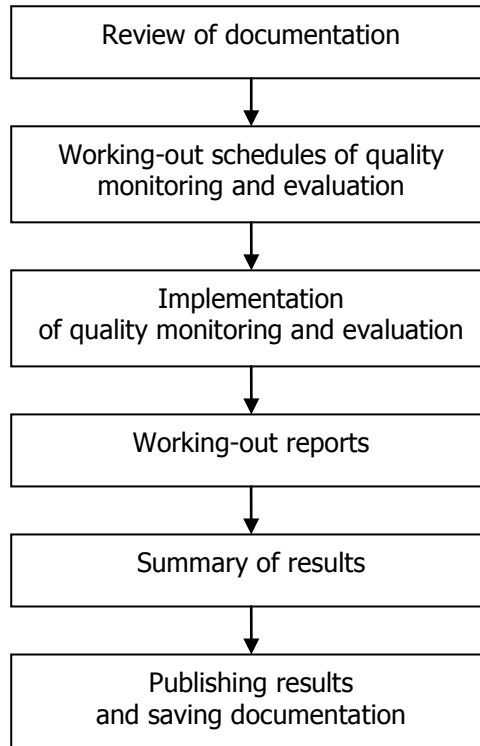 Review of documentation
Working-out schedules of quality
monitoring and evaluation
Implementation
of quality monitoring and evaluation
Working-out reports
Summary of results
Publishing results
and saving documentation